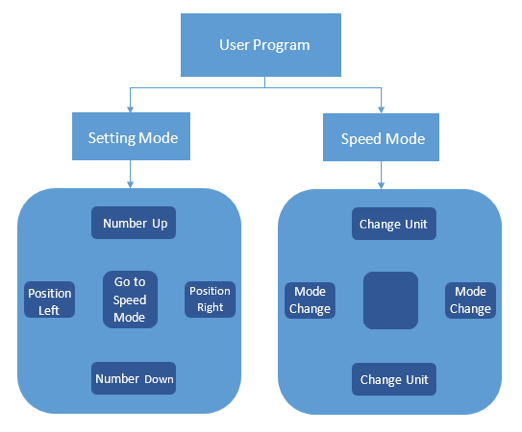 User Program
Setting Mode
Speed Mode
Number Up
Position
Left
Go to
Speed
Mode
Position
Right
Number Down
Change Unit
Mode
Change
Mode
Change
Change Unit